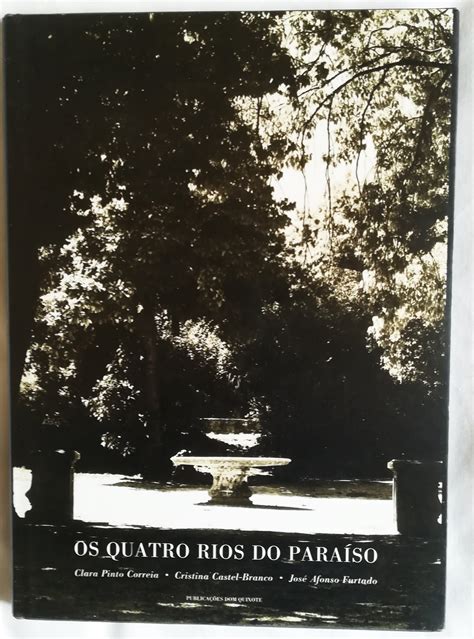 OS QUATRO RIOS DO PARAÍSO
Clara Pinto Correia • Cristina Castel-Branco • José Afonso Furtado
PUBLICAÇÕES DOM QUIXOTE